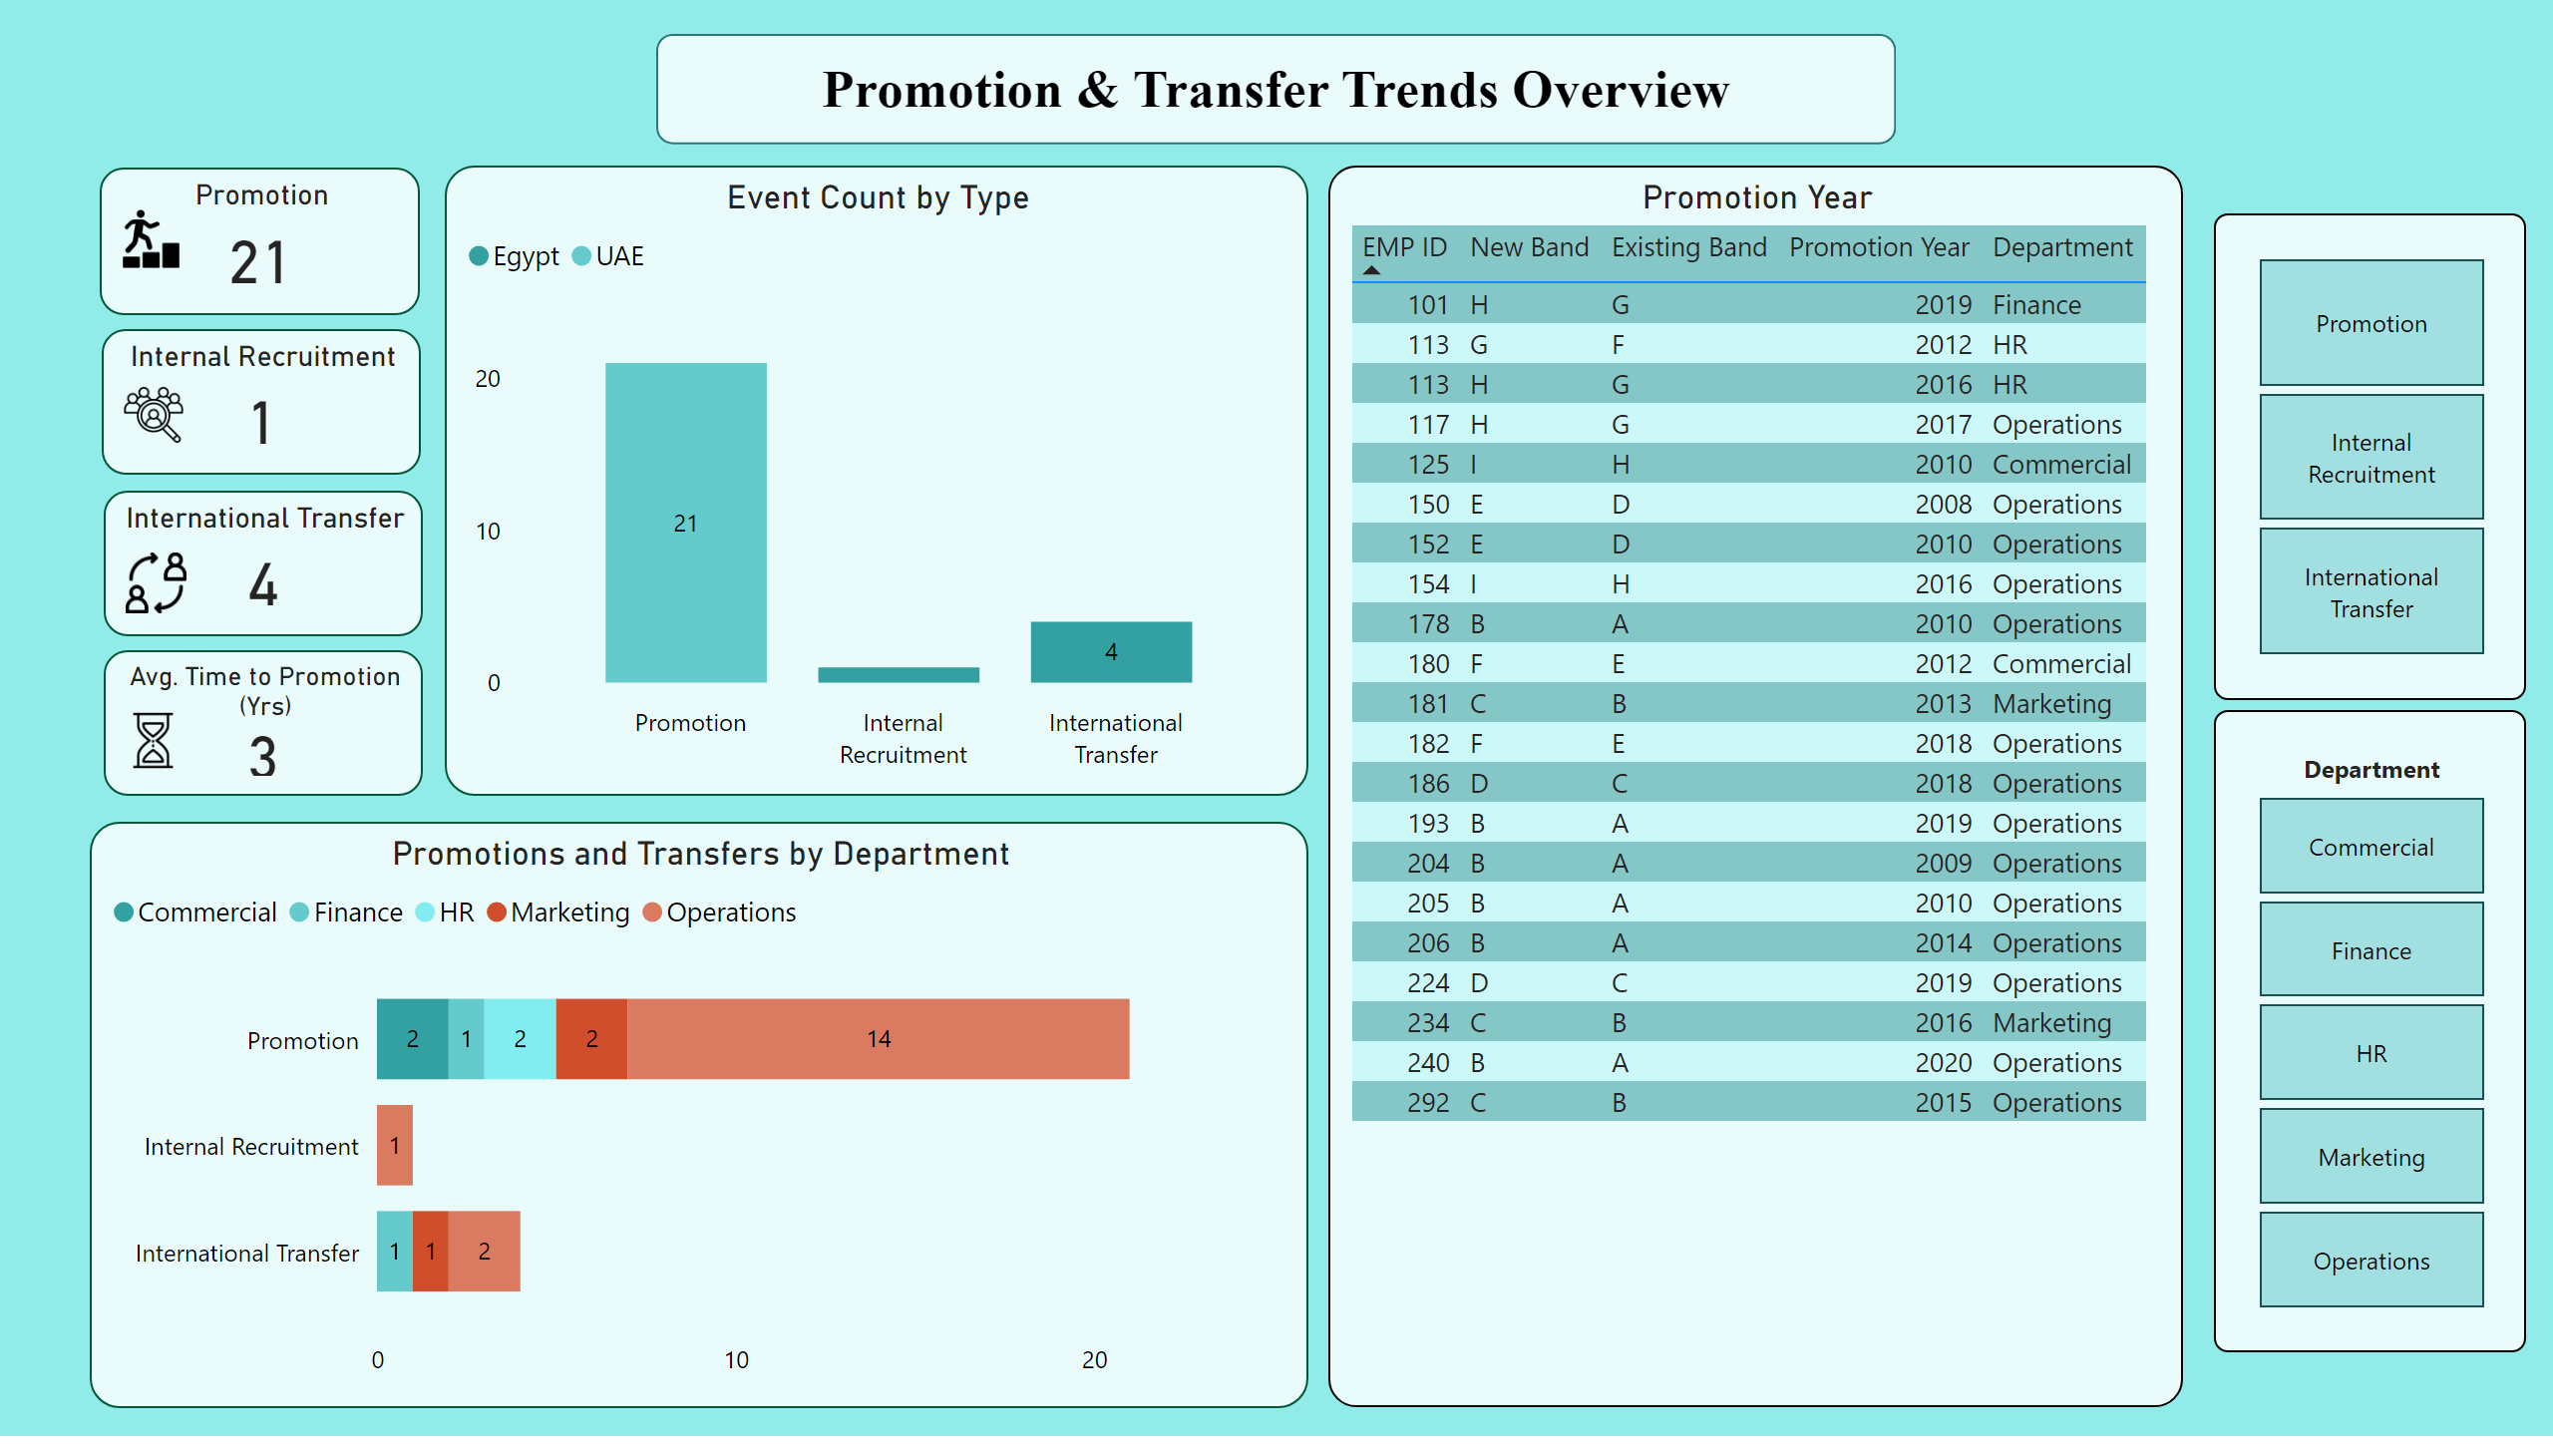 Promotion & Transfer Trends Overview
Promotion
21
Internal Recruitment
1
International Transfer
4
Avg. Time to Promotion
(Yrs)
3
Event Count by Type
Egypt UAE
20
10
0
21
4
Promotion
Internal
Recruitment
International
Transfer
Promotions and Transfers by Department
Commercial Finance HR Marketing Operations
Promotion 2 1 2 2 14
Internal Recruitment 1
International Transfer 1 1 2
0 10 20
Promotion Year
EMP ID New Band Existing Band Promotion Year Department
101 H G 2019 Finance
113 G F 2012 HR
113 H G 2016 HR
117 H G 2017 Operations
125 I H 2010 Commercial
150 E D 2008 Operations
152 E D 2010 Operations
154 I H 2016 Operations
178 B A 2010 Operations
180 F E 2012 Commercial
181 C B 2013 Marketing
182 F E 2018 Operations
186 D C 2018 Operations
193 B A 2019 Operations
204 B A 2009 Operations
205 B A 2010 Operations
206 B A 2014 Operations
224 D C 2019 Operations
234 C B 2016 Marketing
240 B A 2020 Operations
292 C B 2015 Operations
Promotion
Internal
Recruitment
International
Transfer
Department
Commercial
Finance
HR
Marketing
Operations